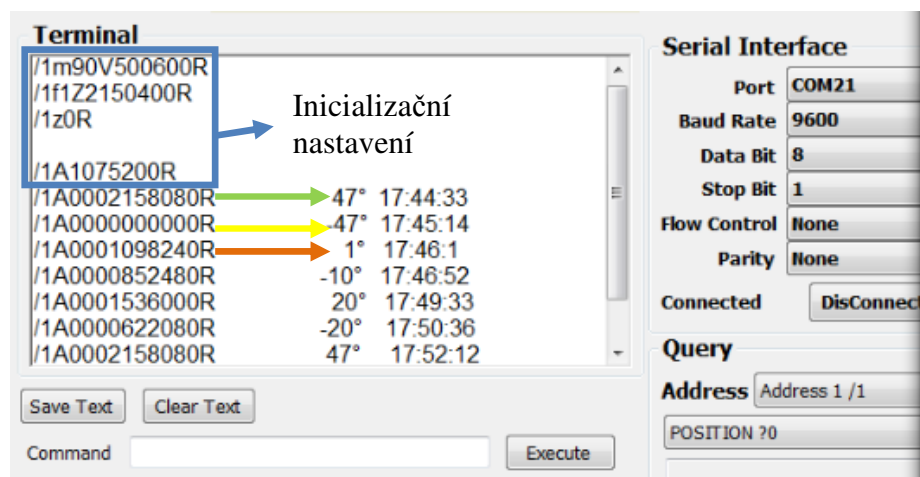 Terminal
/1m90V500600R
/1f1Z2150400R
/1z0R
/1A1075200R
Inicializační
nastavení
/1A0002158080R 47° 17:44:33
/1A0000000000R -47° 17:45:14
/1A0001098240R 1° 17:46:1
/1A0000852480R -10° 17:46:52
/1A0001536000R 20° 17:49:33
/1A0000622080R -20° 17:50:36
/1A0002158080R 47° 17:52:12
Save Text Clear Text
Command Execute
Serial Interface
Port COM21
Baud Rate 9600
Data Bit 8
Stop Bit 1
Flow Control None
Parity None
Connected DisConnect
Query
Address Address 1 /1
POSITION ?0